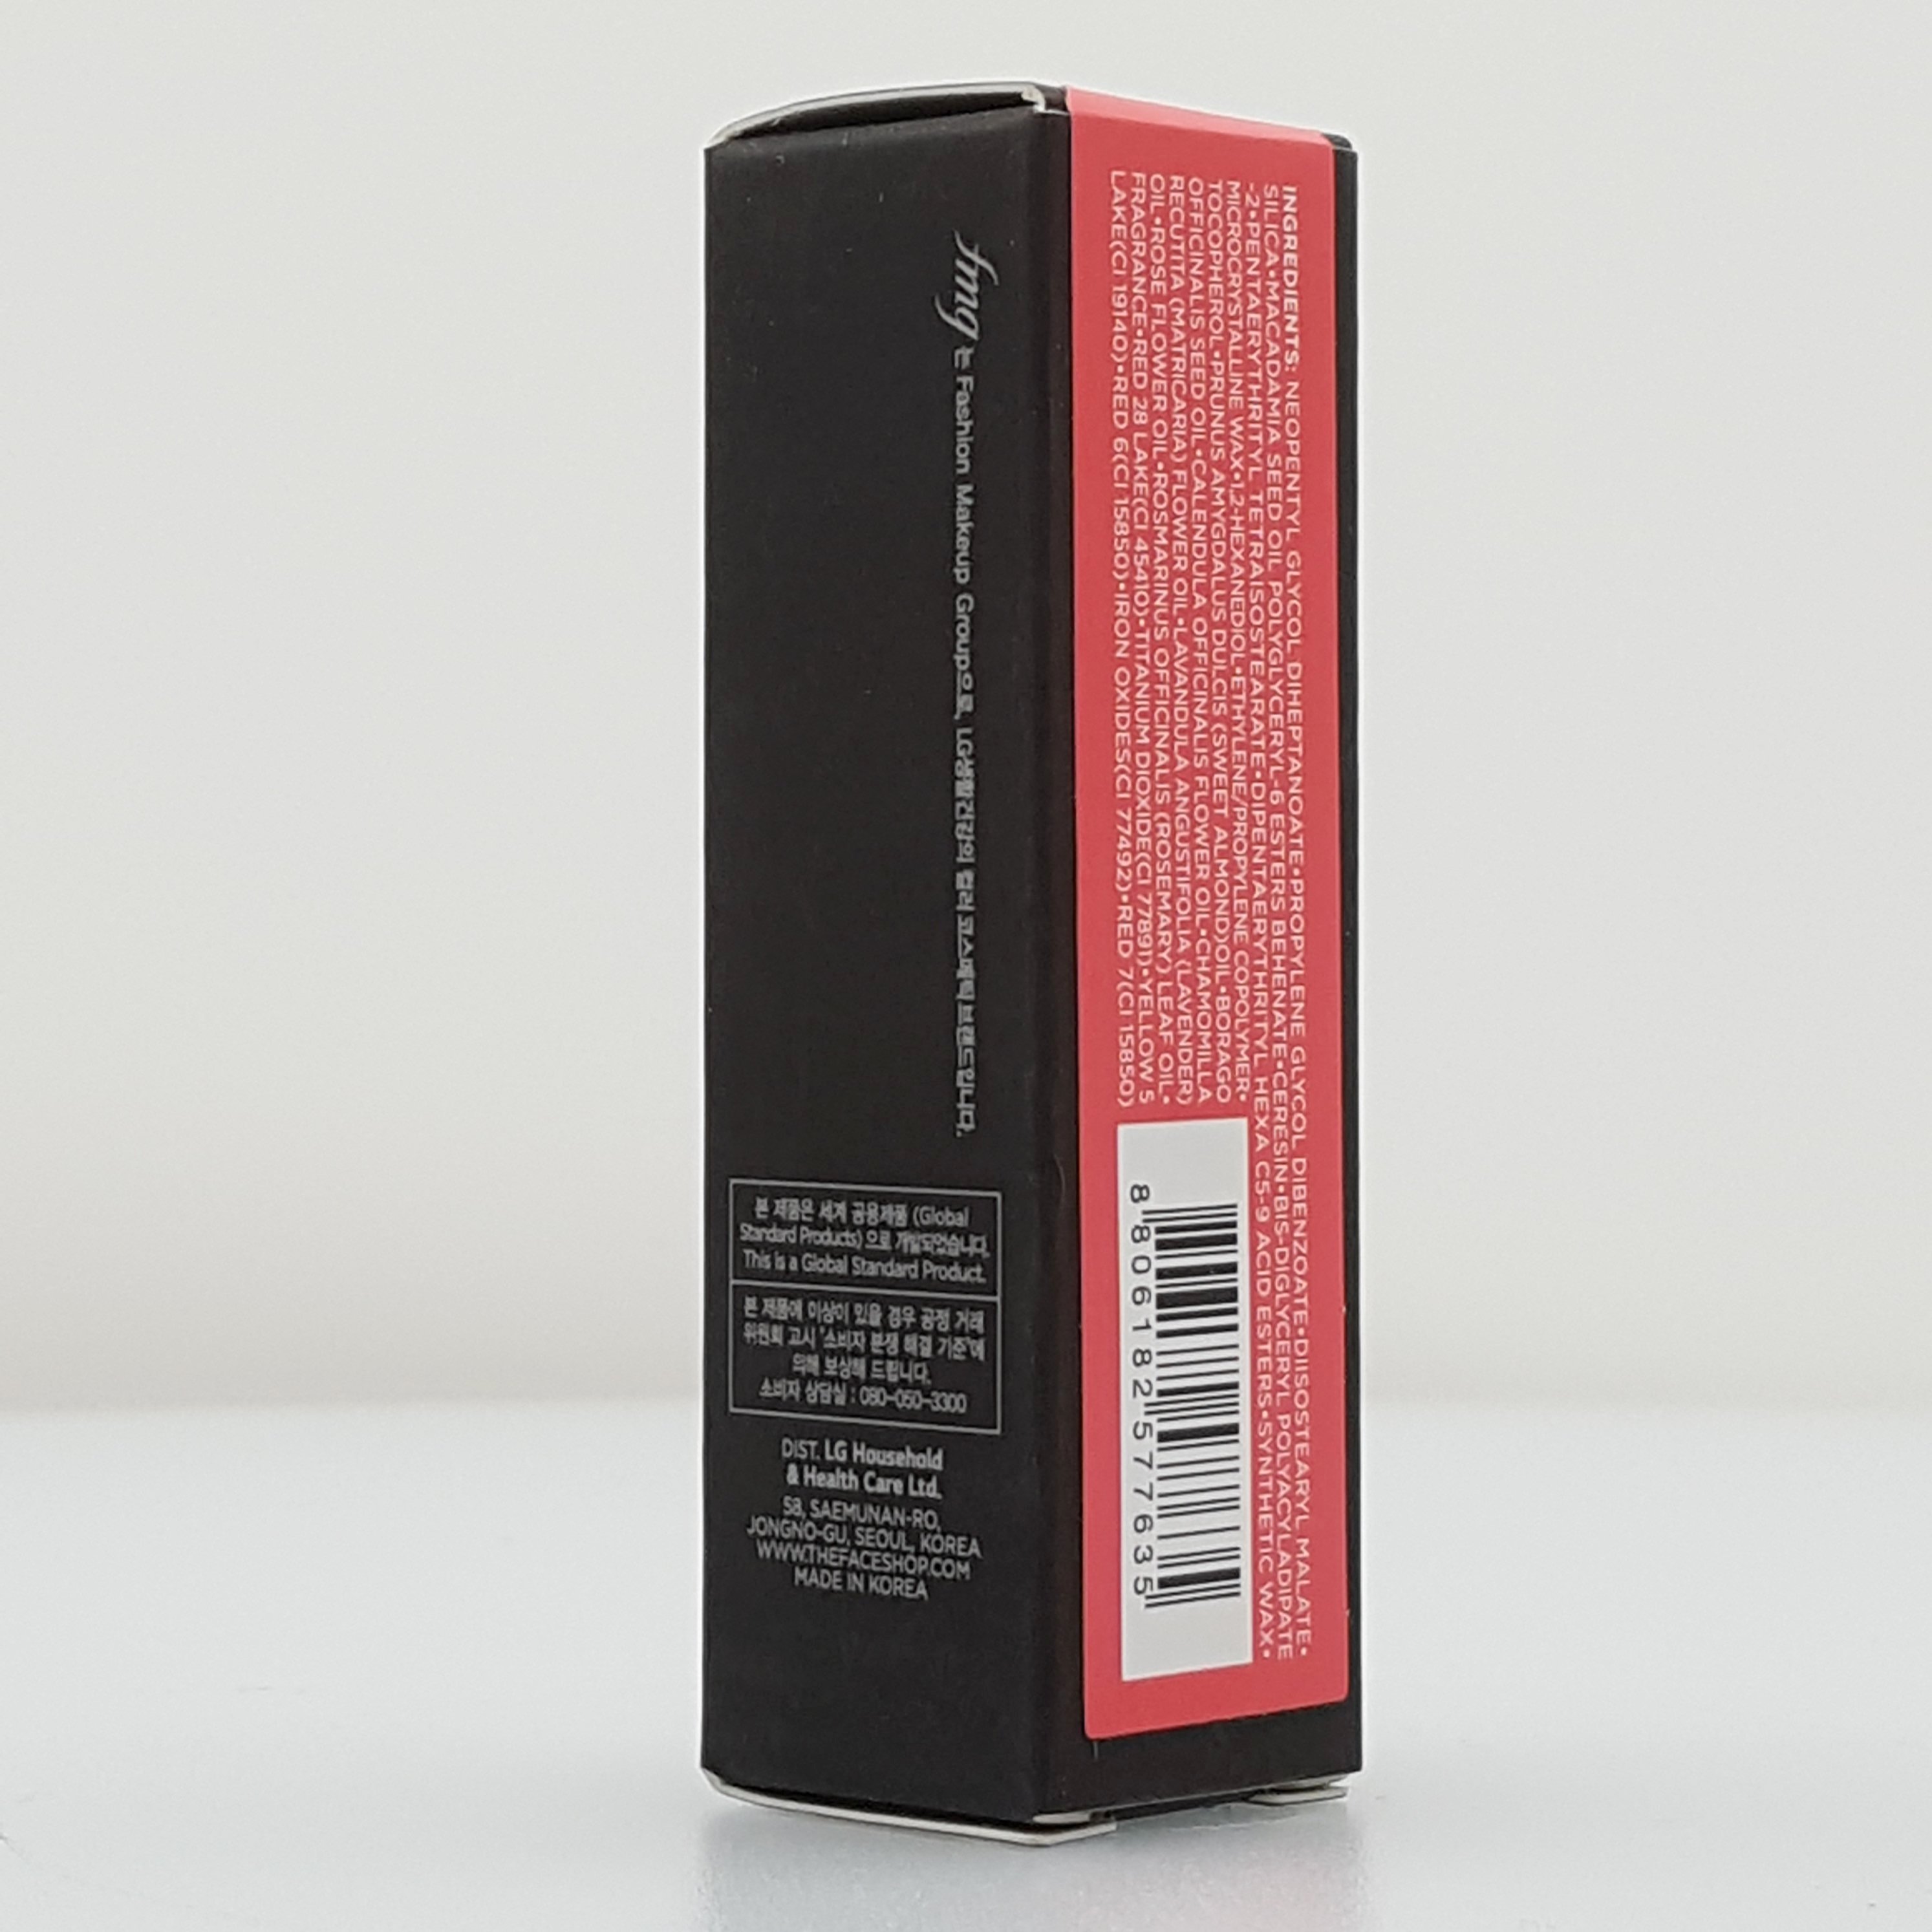 fmg 는 Fashion Makeup Group으로, LG생활건강의 컬러 코스메틱 브랜드입니다.
본 제품은 세계 공용제품 (Global
Standard Products) 으로 개발되었습니다.
This is a Global Standard Product.
본 제품에 이상이 있을 경우 공정 거래
위원회 고시 '소비자 분쟁 해결 기준'에
의해 보상해 드립니다.
소비자 상담실 : 080-050-3300
DIST. LG Household
& Health Care Ltd.
58, SAEMUNAN-RO,
JONGNO-GU, SEOUL, KOREA
WWW.THEFACESHOP.COM
MADE IN KOREA
INGREDIENTS: NEOPENTYL GLYCOL DIHEPTANOATE•PROPYLENE GLYCOL DIBENZOATE•DIISOSTEARYL MALATE•
SILICA•MACADAMIA SEED OIL POLYGLYCERYL-6 ESTERS BEHENATE•CERESIN•BIS-DIGLYCERYL POLYACYLADIPATE
-2•PENTAERYTHRITYL TETRAISOSTEARATE•DIPENTAERYTHRITYL HEXA C5-9 ACID ESTERS•SYNTHETIC WAX•
MICROCRYSTALLINE WAX•1,2-HEXANEDIOL•ETHYLENE/PROPYLENE COPOLYMER•
TOCOPHEROL•PRUNUS AMYGDALUS DULCIS (SWEET ALMOND)OIL•BORAGO
OFFICINALIS SEED OIL•CALENDULA OFFICINALIS FLOWER OIL•CHAMOMILLA
RECUTITA (MATRICARIA) FLOWER OIL•LAVANDULA ANGUSTIFOLIA (LAVENDER)
OIL•ROSE FLOWER OIL•ROSMARINUS OFFICINALIS (ROSEMARY) LEAF OIL•
FRAGRANCE•RED 28 LAKE(CI 45410)•TITANIUM DIOXIDE(CI 77891)•YELLOW 5
LAKE(CI 19140)•RED 6(CI 15850)•IRON OXIDES(CI 77492)•RED 7(CI 15850)
8 806182 577635